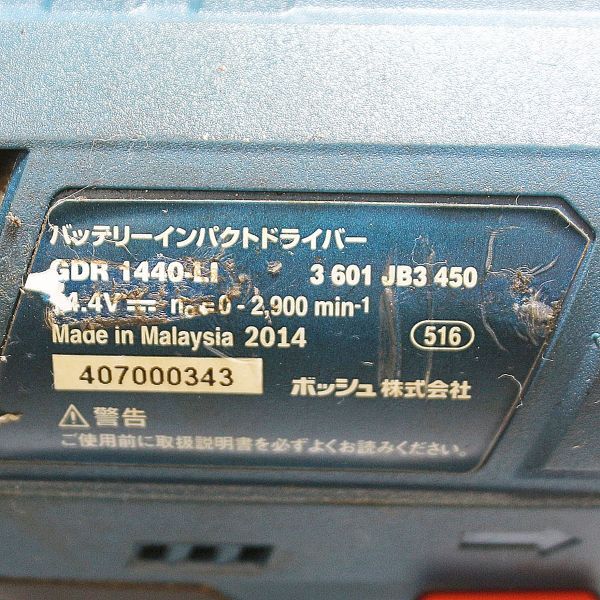 バッテリーインパクトドライバー
GDR 1440-LI 3 601 JB3 450
4.4V⎓ n₀=0 - 2,900 min-1
Made in Malaysia 2014 516
407000343 ボッシュ株式会社
⚠警告
ご使用前に取扱説明書を必ずよくお読みください。